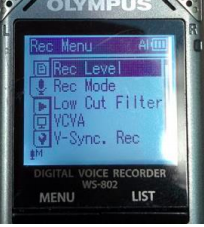 OLYMPUS
L R
Rec Menu
Rec Level
Rec Mode
Low Cut Filter
VCVA
V-Sync. Rec
DIGITAL VOICE RECORDER
WS-802
MENU LIST